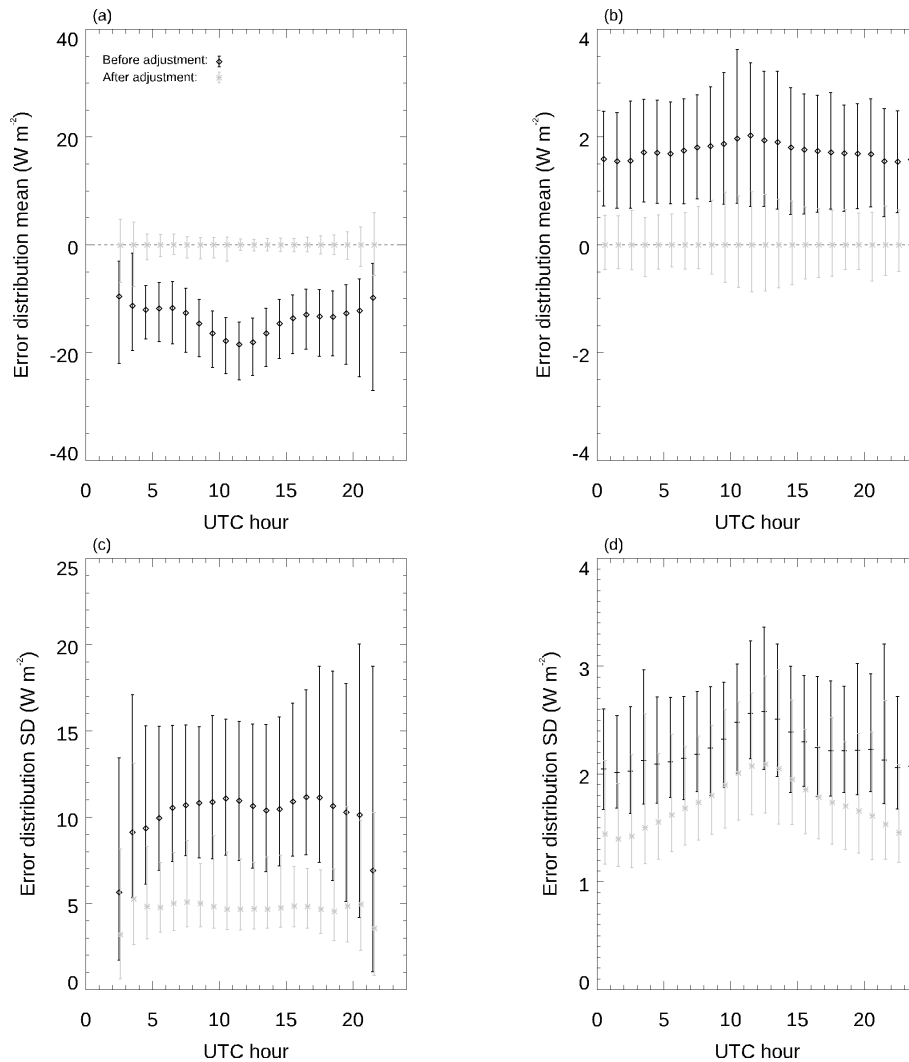 (a)
40
20
0
-20
-40
Error distribution mean (W m⁻²)
Before adjustment:
After adjustment:
0 5 10 15 20
UTC hour
(b)
4
2
0
-2
-4
Error distribution mean (W m⁻²)
0 5 10 15 20
UTC hour
(c)
25
20
15
10
5
0
Error distribution SD (W m⁻²)
0 5 10 15 20
UTC hour
(d)
4
3
2
1
0
Error distribution SD (W m⁻²)
0 5 10 15 20
UTC hour